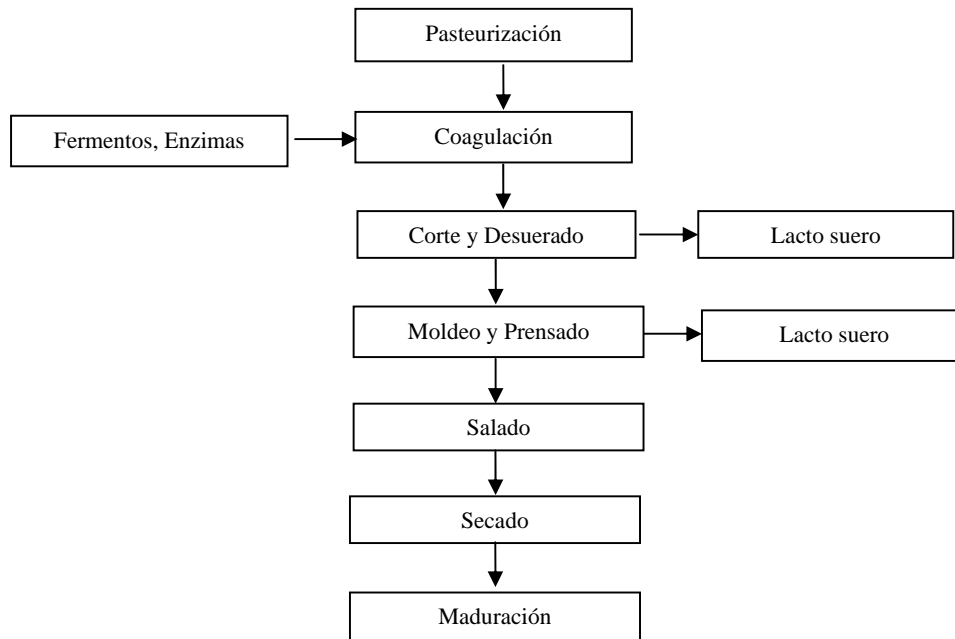 Pasteurización
Fermentos, Enzimas
Coagulación
Corte y Desuerado
Lacto suero
Moldeo y Prensado
Lacto suero
Salado
Secado
Maduración